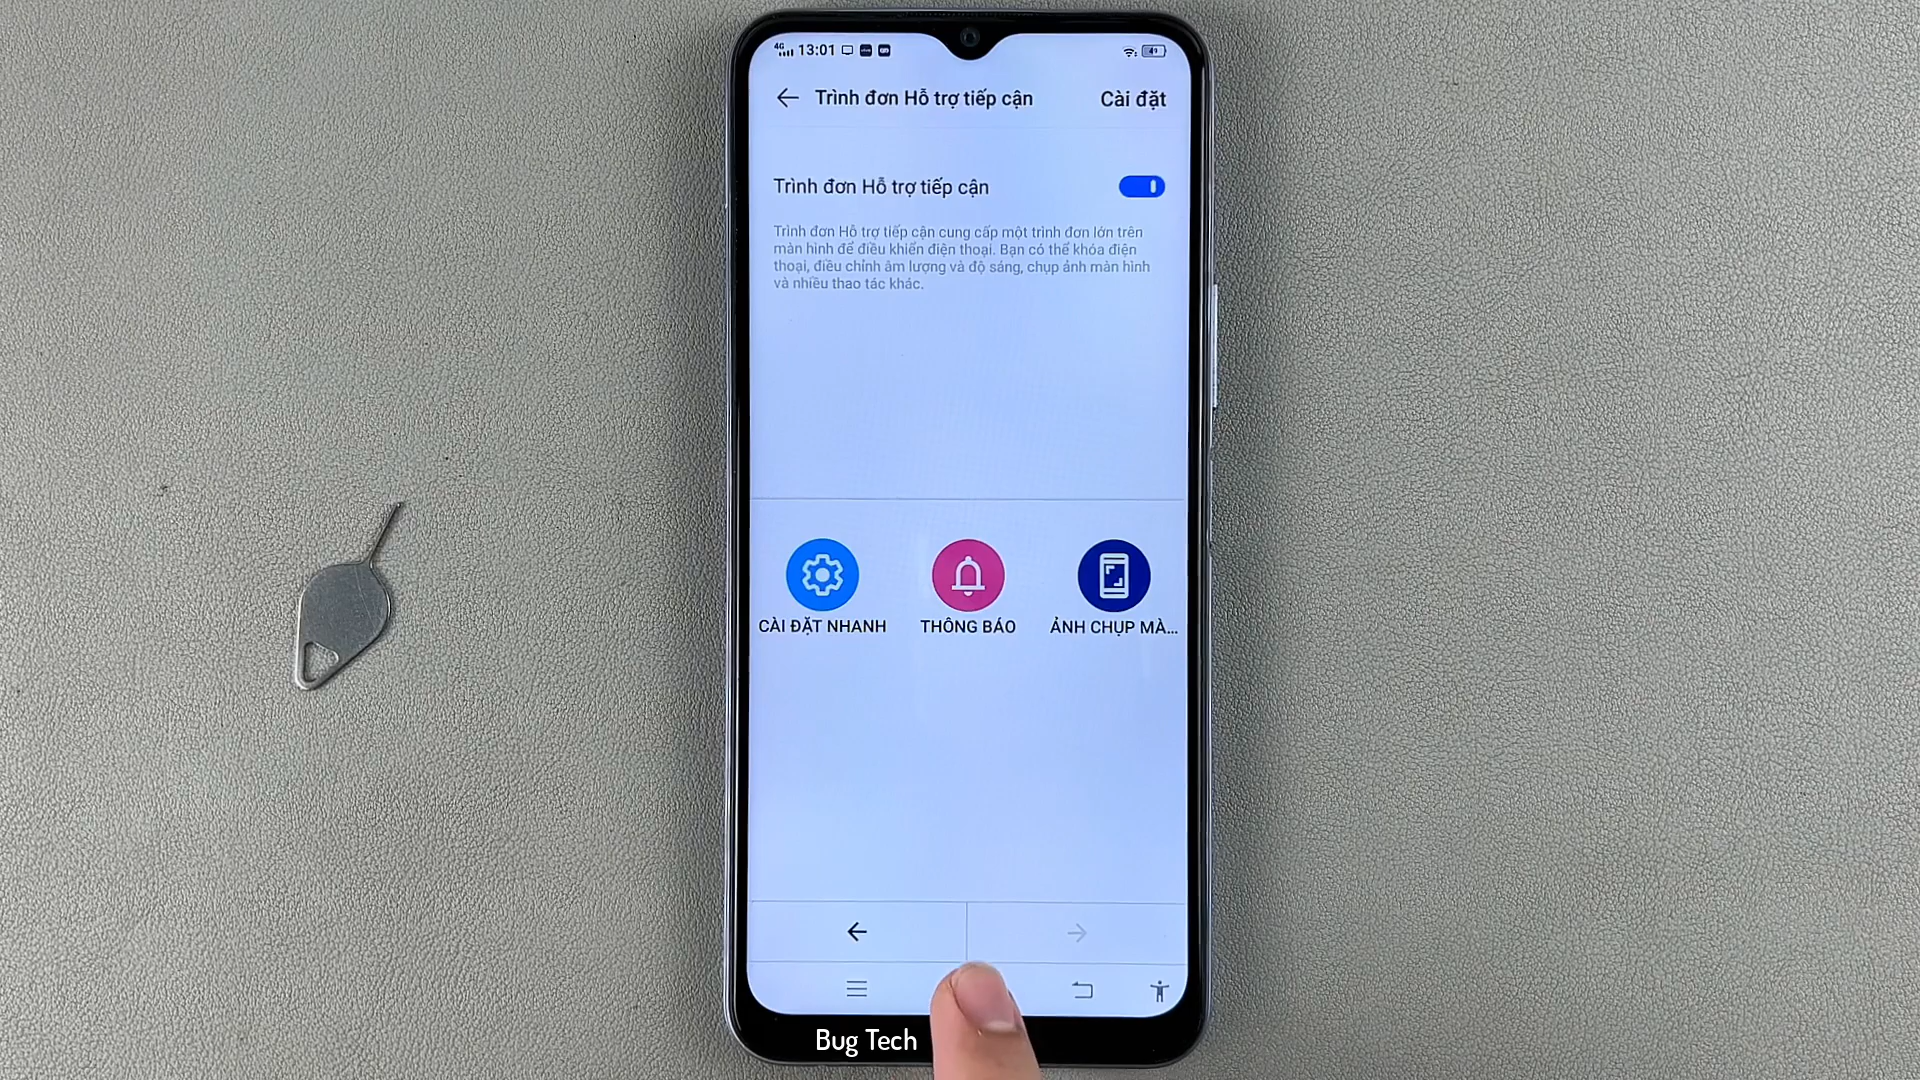 4G 13:01 49
Trình đơn Hỗ trợ tiếp cận Cài đặt
Trình đơn Hỗ trợ tiếp cận
Trình đơn Hỗ trợ tiếp cận cung cấp một trình đơn lớn trên
màn hình để điều khiển điện thoại. Bạn có thể khóa điện
thoại, điều chỉnh âm lượng và độ sáng, chụp ảnh màn hình
và nhiều thao tác khác.
CÀI ĐẶT NHANH THÔNG BÁO ẢNH CHỤP MÀ...
Bug Tech